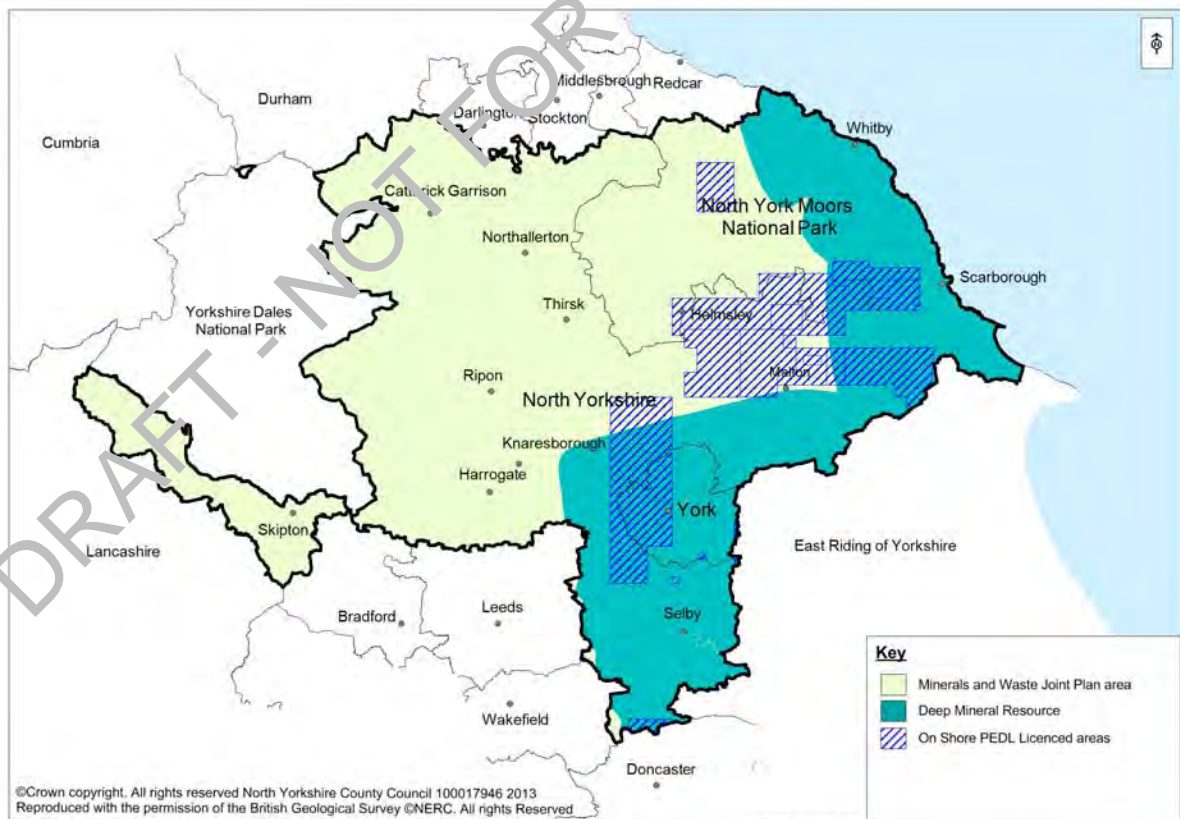 DRAFT - NOT FOR
Durham
Cumbria
Middlesbrough
Redcar
Darlington
Stockton
Whitby
Catterick Garrison
North York Moors
National Park
Northallerton
Scarborough
Yorkshire Dales
National Park
Thirsk
Helmsley
Ripon
Malton
North Yorkshire
Knaresborough
Harrogate
York
Skipton
Lancashire
East Riding of Yorkshire
Bradford
Leeds
Selby
Wakefield
Doncaster
Key
Minerals and Waste Joint Plan area
Deep Mineral Resource
On Shore PEDL Licenced areas
©Crown copyright. All rights reserved North Yorkshire County Council 100017946 2013
Reproduced with the permission of the British Geological Survey ©NERC. All rights Reserved